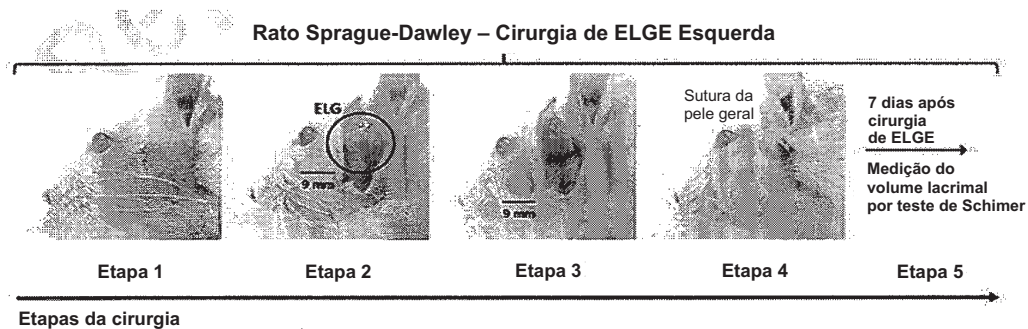 Rato Sprague-Dawley – Cirurgia de ELGE Esquerda
ELG
9 mm
9 mm
Sutura da
pele geral
7 dias após
cirurgia
de ELGE
Medição do
volume lacrimal
por teste de Schimer
Etapa 1
Etapa 2
Etapa 3
Etapa 4
Etapa 5
Etapas da cirurgia